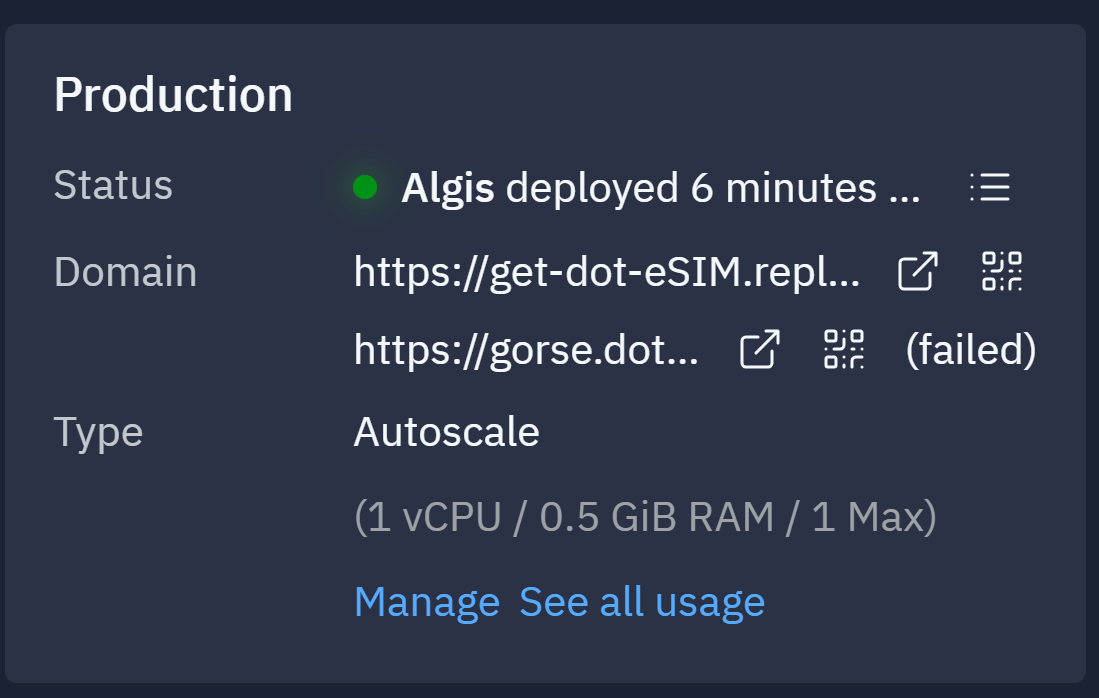 Production
Status Algis deployed 6 minutes ...
Domain https://get-dot-eSIM.repl...
https://gorse.dot... (failed)
Type Autoscale
(1 vCPU / 0.5 GiB RAM / 1 Max)
Manage See all usage